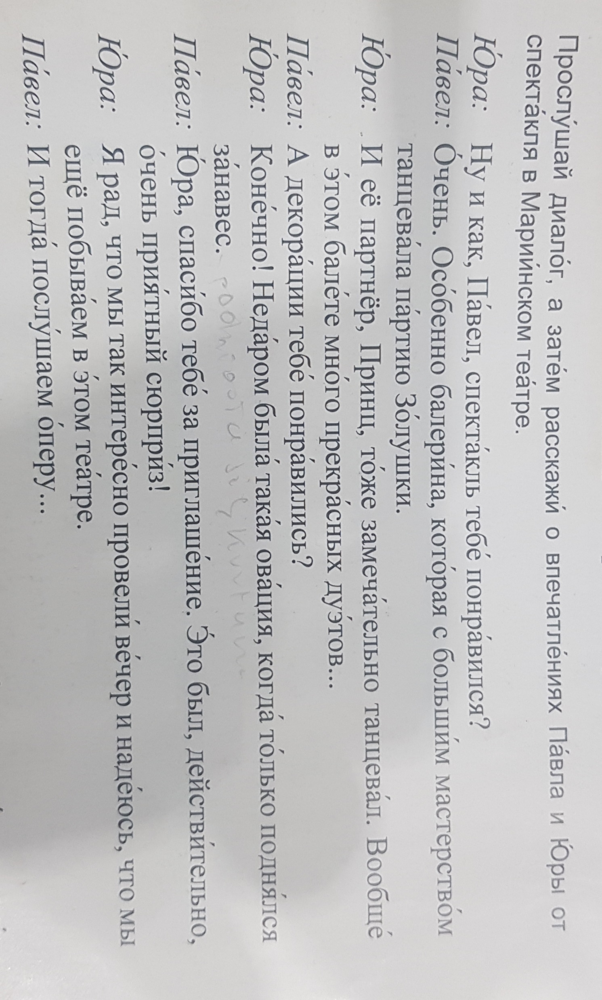 Прослу́шай диало́г, а зате́м расскажи́ о впечатле́ниях Па́вла и Ю́ры от
спекта́кля в Марии́нском теа́тре.
Ю́ра: Ну и как, Па́вел, спекта́кль тебе́ понра́вился?
Па́вел: О́чень. Осо́бенно балери́на, кото́рая с больши́м мастерство́м
танцева́ла па́ртию Зо́лушки.
Ю́ра: И её партнёр, Принц, то́же замеча́тельно танцева́л. Вообще́
в э́том бале́те мно́го прекра́сных дуэ́тов...
Па́вел: А декора́ции тебе́ понра́вились?
Ю́ра: Коне́чно! Неда́ром была́ така́я ова́ция, когда́ то́лько подня́лся
за́навес.
Па́вел: Ю́ра, спаси́бо тебе́ за приглаше́ние. Э́то был, действи́тельно,
о́чень прия́тный сюрпри́з!
Ю́ра: Я рад, что мы так интере́сно провели́ ве́чер и наде́юсь, что мы
ещё побыва́ем в э́том теа́тре.
Па́вел: И тогда́ послу́шаем о́перу...